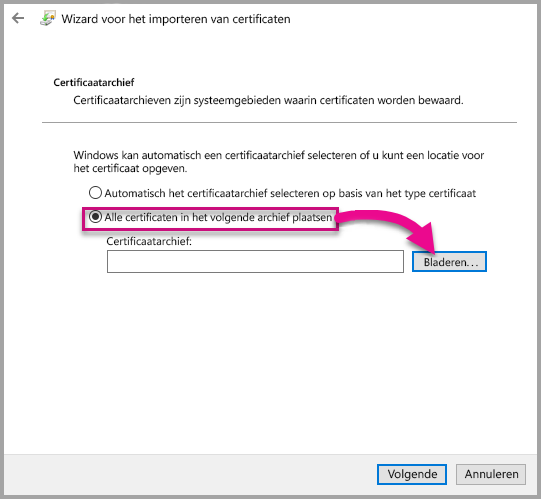 Wizard voor het importeren van certificaten
Certificaatarchief
Certificaatarchieven zijn systeemgebieden waarin certificaten worden bewaard.
Windows kan automatisch een certificaatarchief selecteren of u kunt een locatie voor
het certificaat opgeven.
Automatisch het certificaatarchief selecteren op basis van het type certificaat
Alle certificaten in het volgende archief plaatsen
Certificaatarchief:
Bladeren...
Volgende
Annuleren